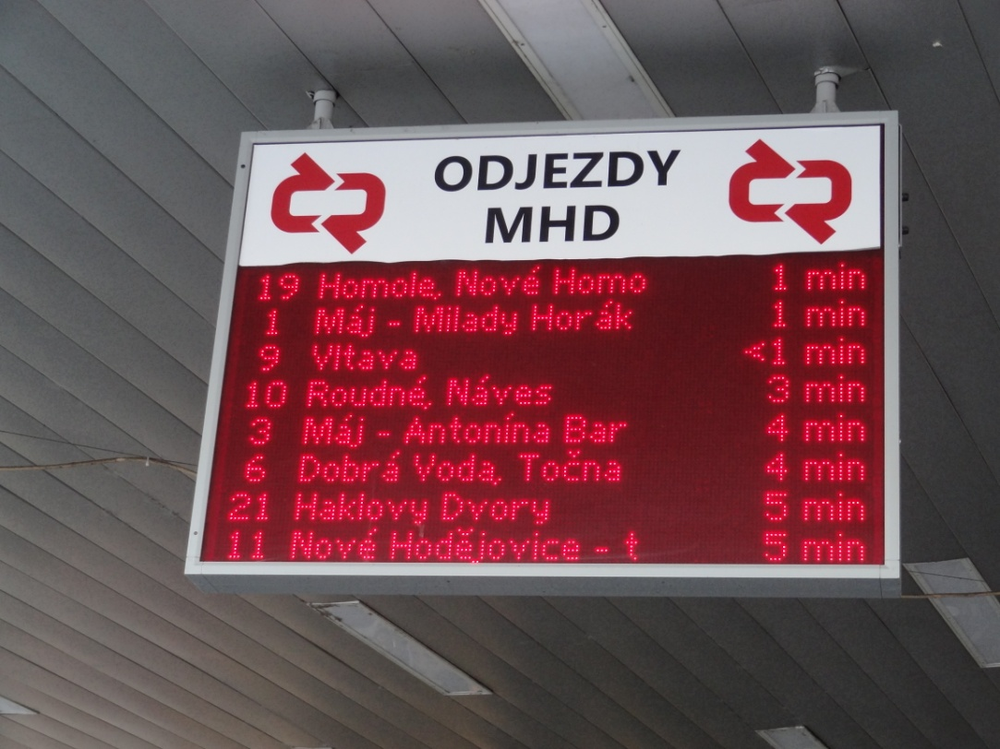 ODJEZDY
MHD
19 Homole, Nové Homo 1 min
1 Máj - Milady Horák 1 min
9 Vltava <1 min
10 Roudné, Náves 3 min
3 Máj - Antonína Bar 4 min
6 Dobrá Voda, Točna 4 min
21 Haklovy Dvory 5 min
11 Nové Hodějovice - t 5 min